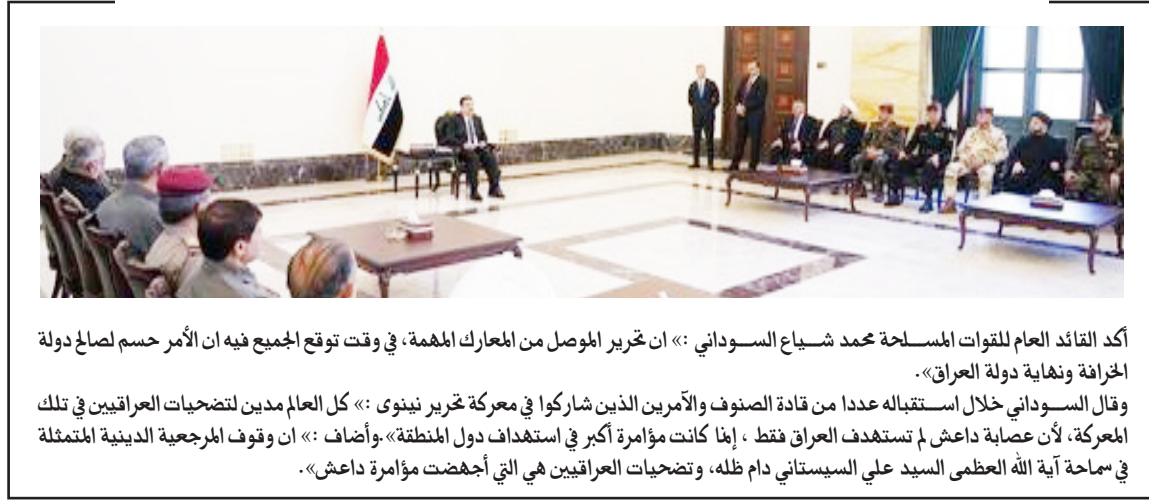 أكد القائد العام للقوات المسلحة محمد شياع السوداني :» ان تحرير الموصل من المعارك المهمة، في وقت توقع الجميع فيه ان الأمر حسم لصالح دولة
الخرافة ونهاية دولة العراق».
وقال السوداني خلال استقباله عددا من قادة الصنوف والآمرين الذين شاركوا في معركة تحرير نينوى :» كل العالم مدين لتضحيات العراقيين في تلك
المعركة، لأن عصابة داعش لم تستهدف العراق فقط ، إنما كانت مؤامرة أكبر في استهداف دول المنطقة».وأضاف :» ان وقوف المرجعية الدينية المتمثلة
في سماحة آية الله العظمى السيد علي السيستاني دام ظله، وتضحيات العراقيين هي التي أجهضت مؤامرة داعش».